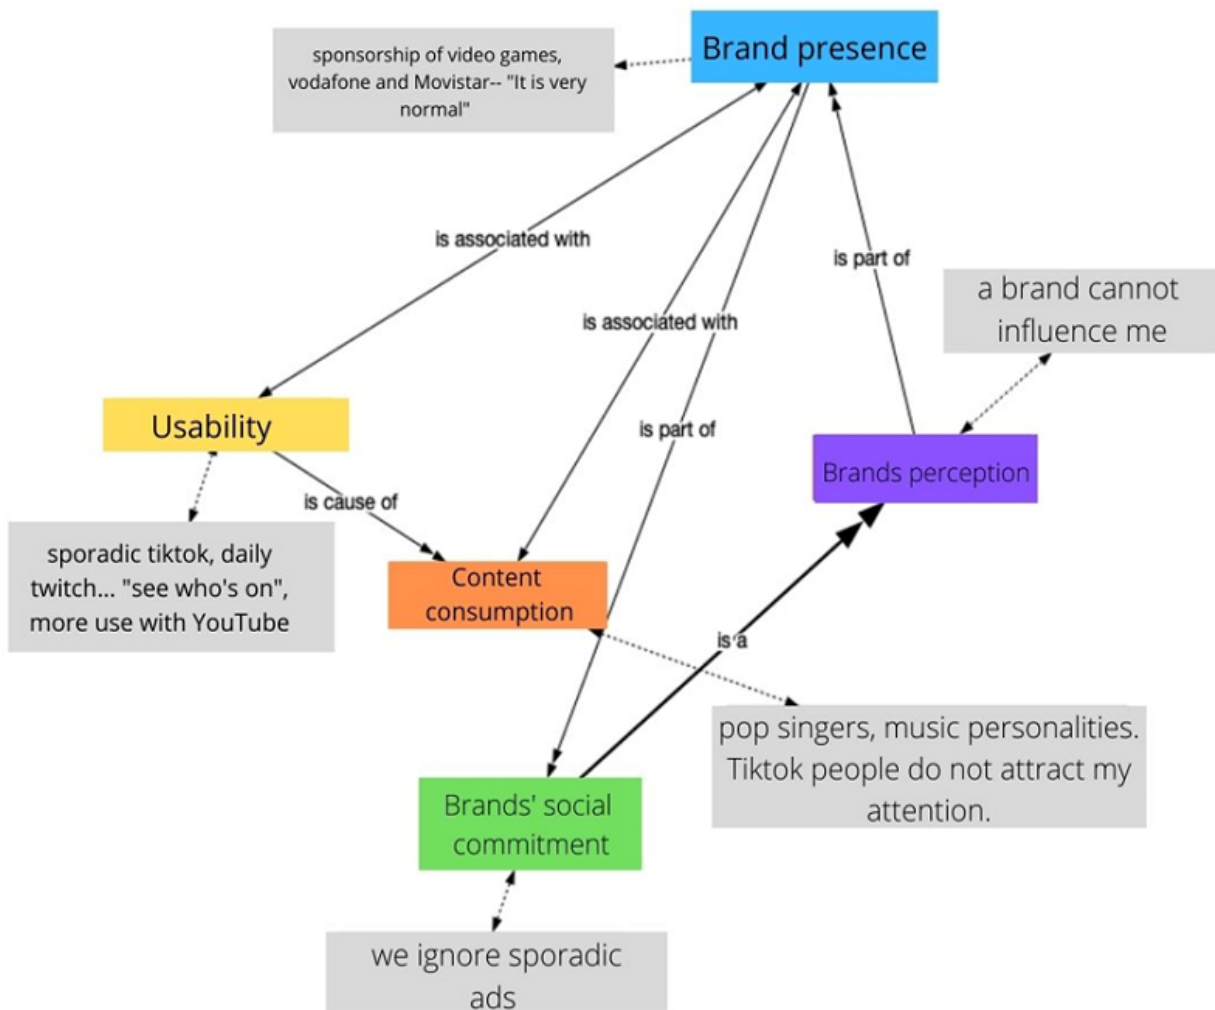 Brand presence
sponsorship of video games,
vodafone and Movistar-- "It is very
normal"
is associated with
is part of
a brand cannot
influence me
is associated with
Usability
is part of
Brands perception
is cause of
sporadic tiktok, daily
twitch... "see who's on",
more use with YouTube
Content
consumption
is a
pop singers, music personalities.
Tiktok people do not attract my
attention.
Brands' social
commitment
we ignore sporadic
ads